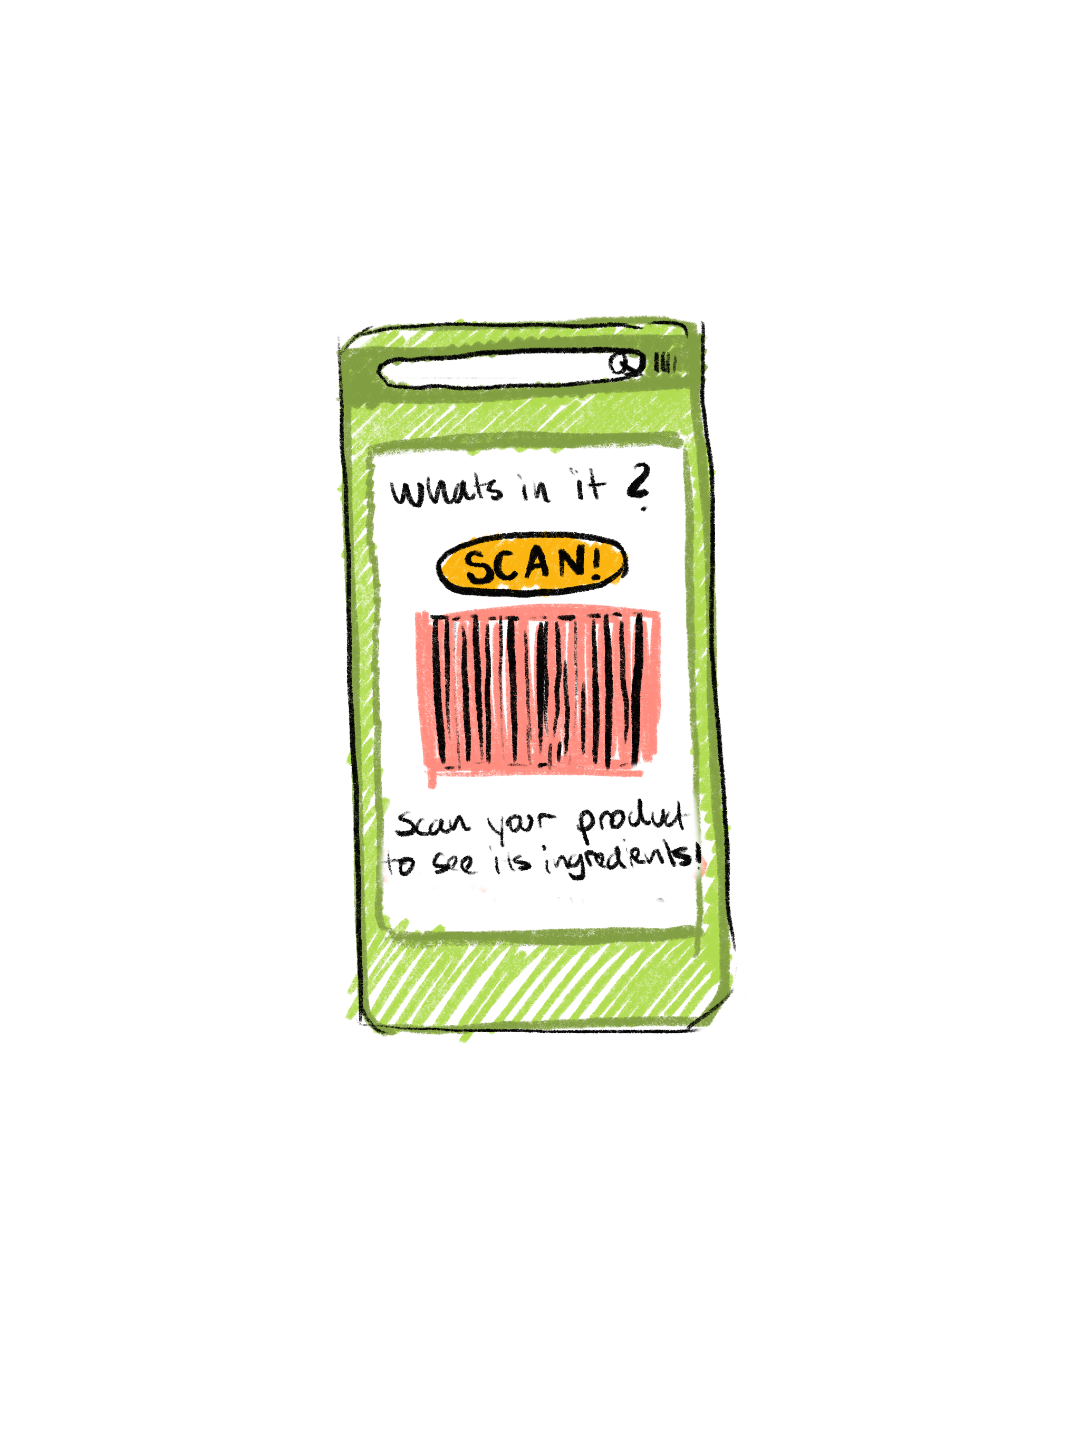 whats in it ?
SCAN!
Scan your product
to see its ingredients!